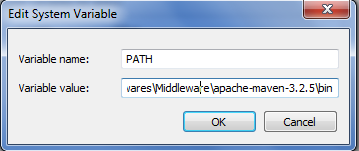 Edit System Variable
Variable name: PATH
Variable value: vares\Middleware\apache-maven-3.2.5\bin
OK Cancel